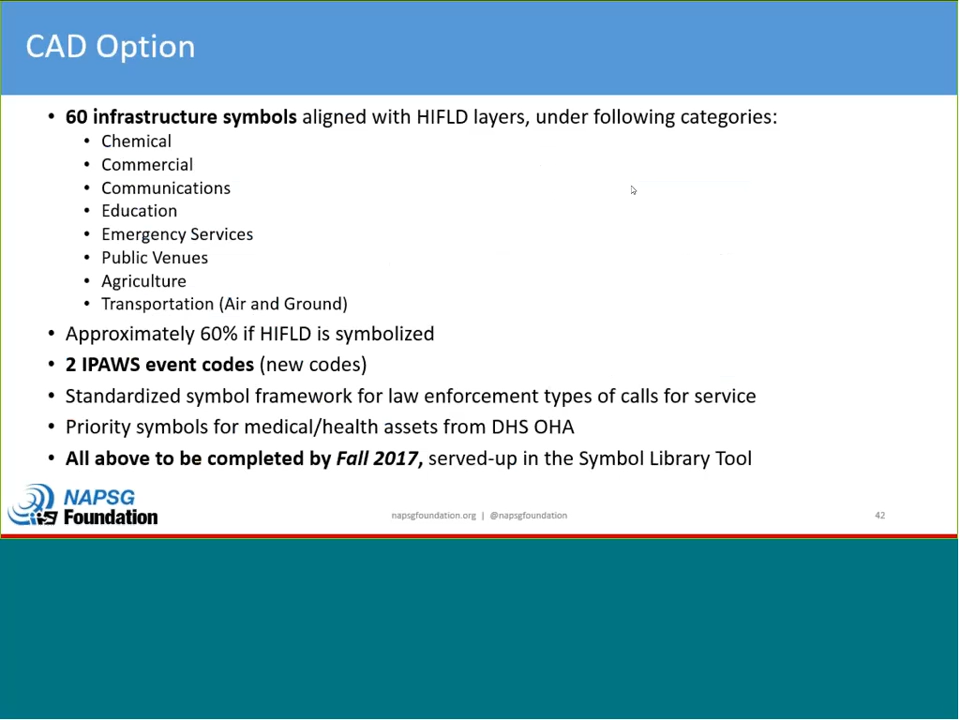 CAD Option
• 60 infrastructure symbols aligned with HIFLD layers, under following categories:
• Chemical
• Commercial
• Communications
• Education
• Emergency Services
• Public Venues
• Agriculture
• Transportation (Air and Ground)
• Approximately 60% if HIFLD is symbolized
• 2 IPAWS event codes (new codes)
• Standardized symbol framework for law enforcement types of calls for service
• Priority symbols for medical/health assets from DHS OHA
• All above to be completed by Fall 2017, served-up in the Symbol Library Tool
NAPSG
Foundation
napsgfoundation.org | @napsgfoundation
42